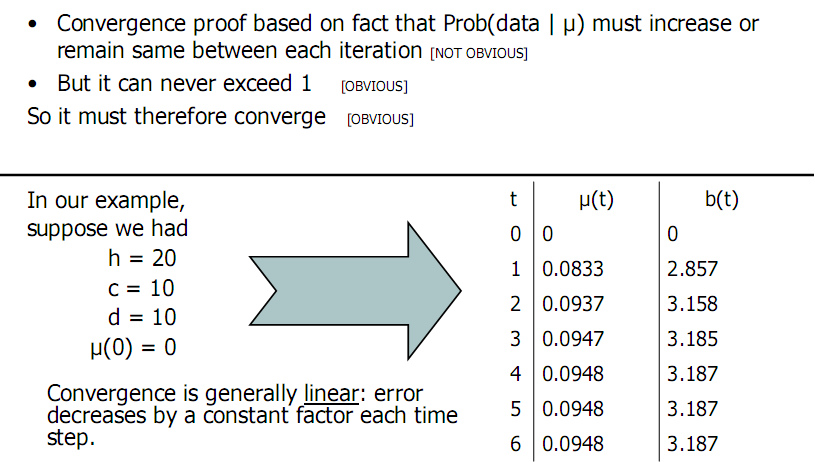 • Convergence proof based on fact that Prob(data | μ) must increase or
remain same between each iteration [NOT OBVIOUS]
• But it can never exceed 1 [OBVIOUS]
So it must therefore converge [OBVIOUS]
In our example,
suppose we had
h = 20
c = 10
d = 10
μ(0) = 0
Convergence is generally linear: error
decreases by a constant factor each time
step.
t μ(t) b(t)
0 0 0
1 0.0833 2.857
2 0.0937 3.158
3 0.0947 3.185
4 0.0948 3.187
5 0.0948 3.187
6 0.0948 3.187